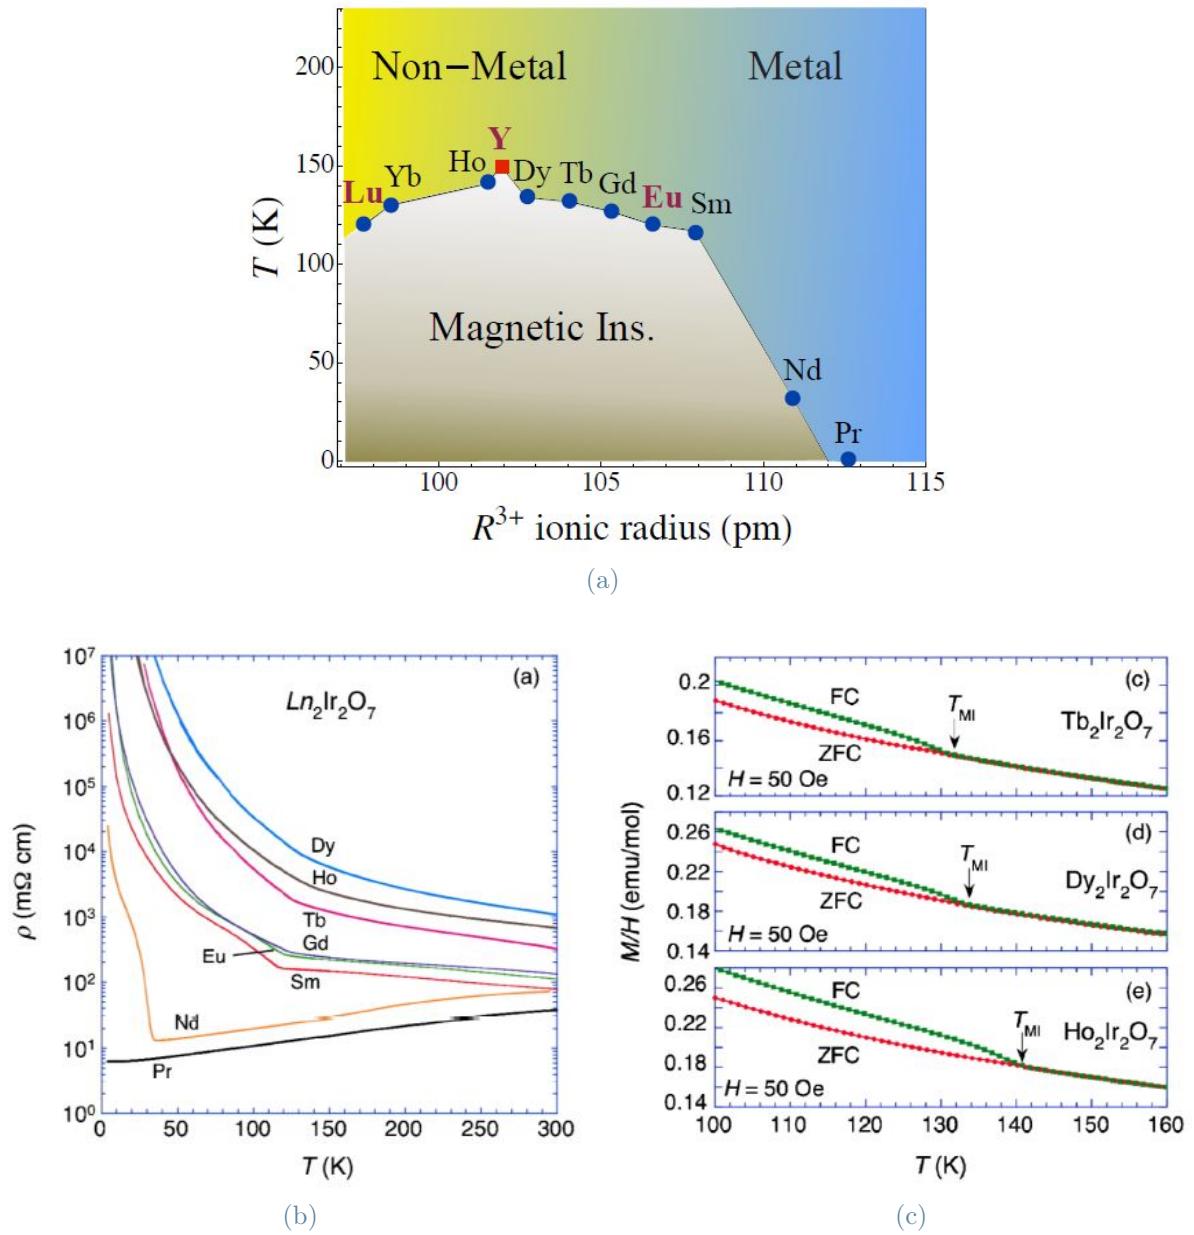 Non−Metal Metal
200
Y
150
Ho Dy Tb
Lu Yb Gd Eu Sm
T (K)
100
Magnetic Ins.
50
Nd
Pr
0
100 105 110 115
R³⁺ ionic radius (pm)
(a)
10⁷
(a)
Ln₂Ir₂O₇
10⁶
10⁵
ρ (mΩ cm)
10⁴
Dy
Ho
10³
Tb
Gd
Eu
10²
Sm
Nd
10¹
Pr
10⁰
0 50 100 150 200 250 300
T (K)
(b)
0.2
FC
(c)
T_MI
Tb₂Ir₂O₇
0.16
ZFC
H = 50 Oe
0.12
0.26
FC
(d)
T_MI
0.22
Dy₂Ir₂O₇
ZFC
0.18
H = 50 Oe
0.14
M/H (emu/mol)
0.26
FC
(e)
T_MI
0.22
Ho₂Ir₂O₇
ZFC
0.18
H = 50 Oe
0.14
100 110 120 130 140 150 160
T (K)
(c)